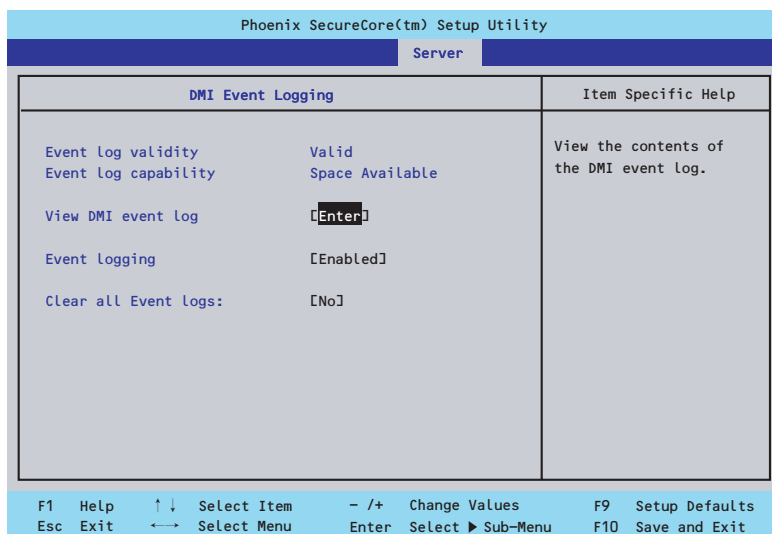 Phoenix SecureCore(tm) Setup Utility
Server
DMI Event Logging
Item Specific Help
Event log validity Valid
Event log capability Space Available
View DMI event log [Enter]
Event logging [Enabled]
Clear all Event logs: [No]
View the contents of
the DMI event log.
F1 Help ↑↓ Select Item - /+ Change Values F9 Setup Defaults
Esc Exit ←→ Select Menu Enter Select ▶ Sub-Menu F10 Save and Exit